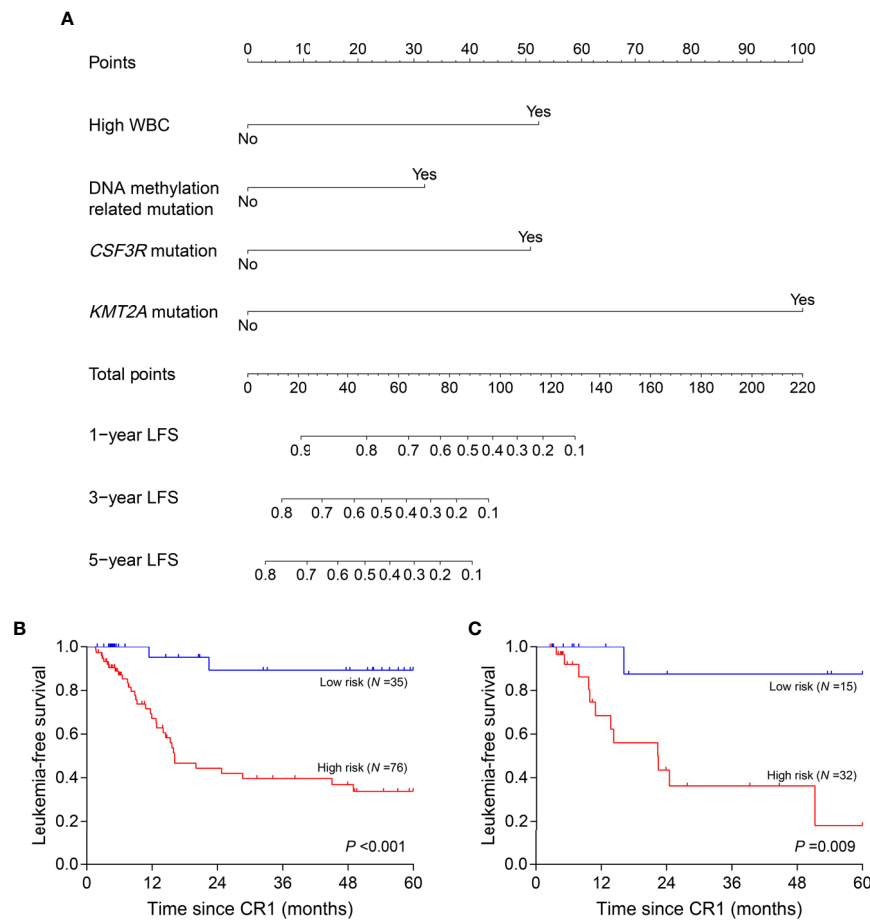 A
Points
0 10 20 30 40 50 60 70 80 90 100
High WBC
No
Yes
DNA methylation
related mutation
No
Yes
CSF3R mutation
No
Yes
KMT2A mutation
No
Yes
Total points
0 20 40 60 80 100 120 140 160 180 200 220
1−year LFS
0.9 0.8 0.7 0.6 0.5 0.4 0.3 0.2 0.1
3−year LFS
0.8 0.7 0.6 0.5 0.4 0.3 0.2 0.1
5−year LFS
0.8 0.7 0.6 0.5 0.4 0.3 0.2 0.1
B
Leukemia-free survival
1.0
0.8
0.6
0.4
0.2
0.0
Low risk (N =35)
High risk (N =76)
P <0.001
0 12 24 36 48 60
Time since CR1 (months)
C
Leukemia-free survival
1.0
0.8
0.6
0.4
0.2
0.0
Low risk (N =15)
High risk (N =32)
P =0.009
0 12 24 36 48 60
Time since CR1 (months)